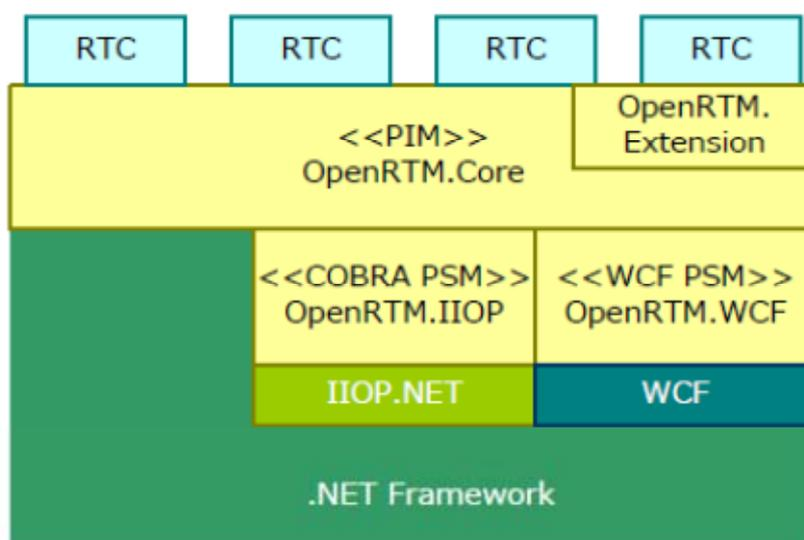 RTC
RTC
RTC
RTC
<<PIM>>
OpenRTM.Core
OpenRTM.
Extension
<<COBRA PSM>>
OpenRTM.IIOP
<<WCF PSM>>
OpenRTM.WCF
IIOP.NET
WCF
.NET Framework